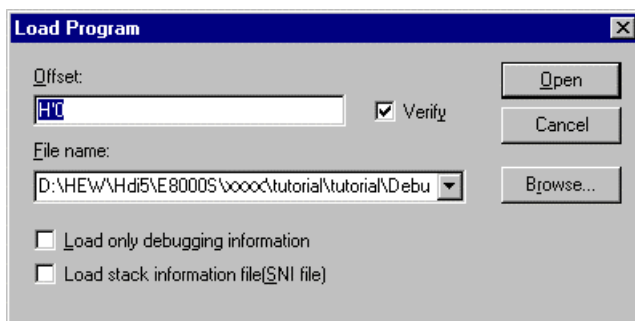 Load Program
Offset:
H'0
Verify
Open
Cancel
File name:
D:\HEW\Hdi5\E8000S\xxxx\tutorial\tutorial\Debu
Browse...
Load only debugging information
Load stack information file(SNI file)